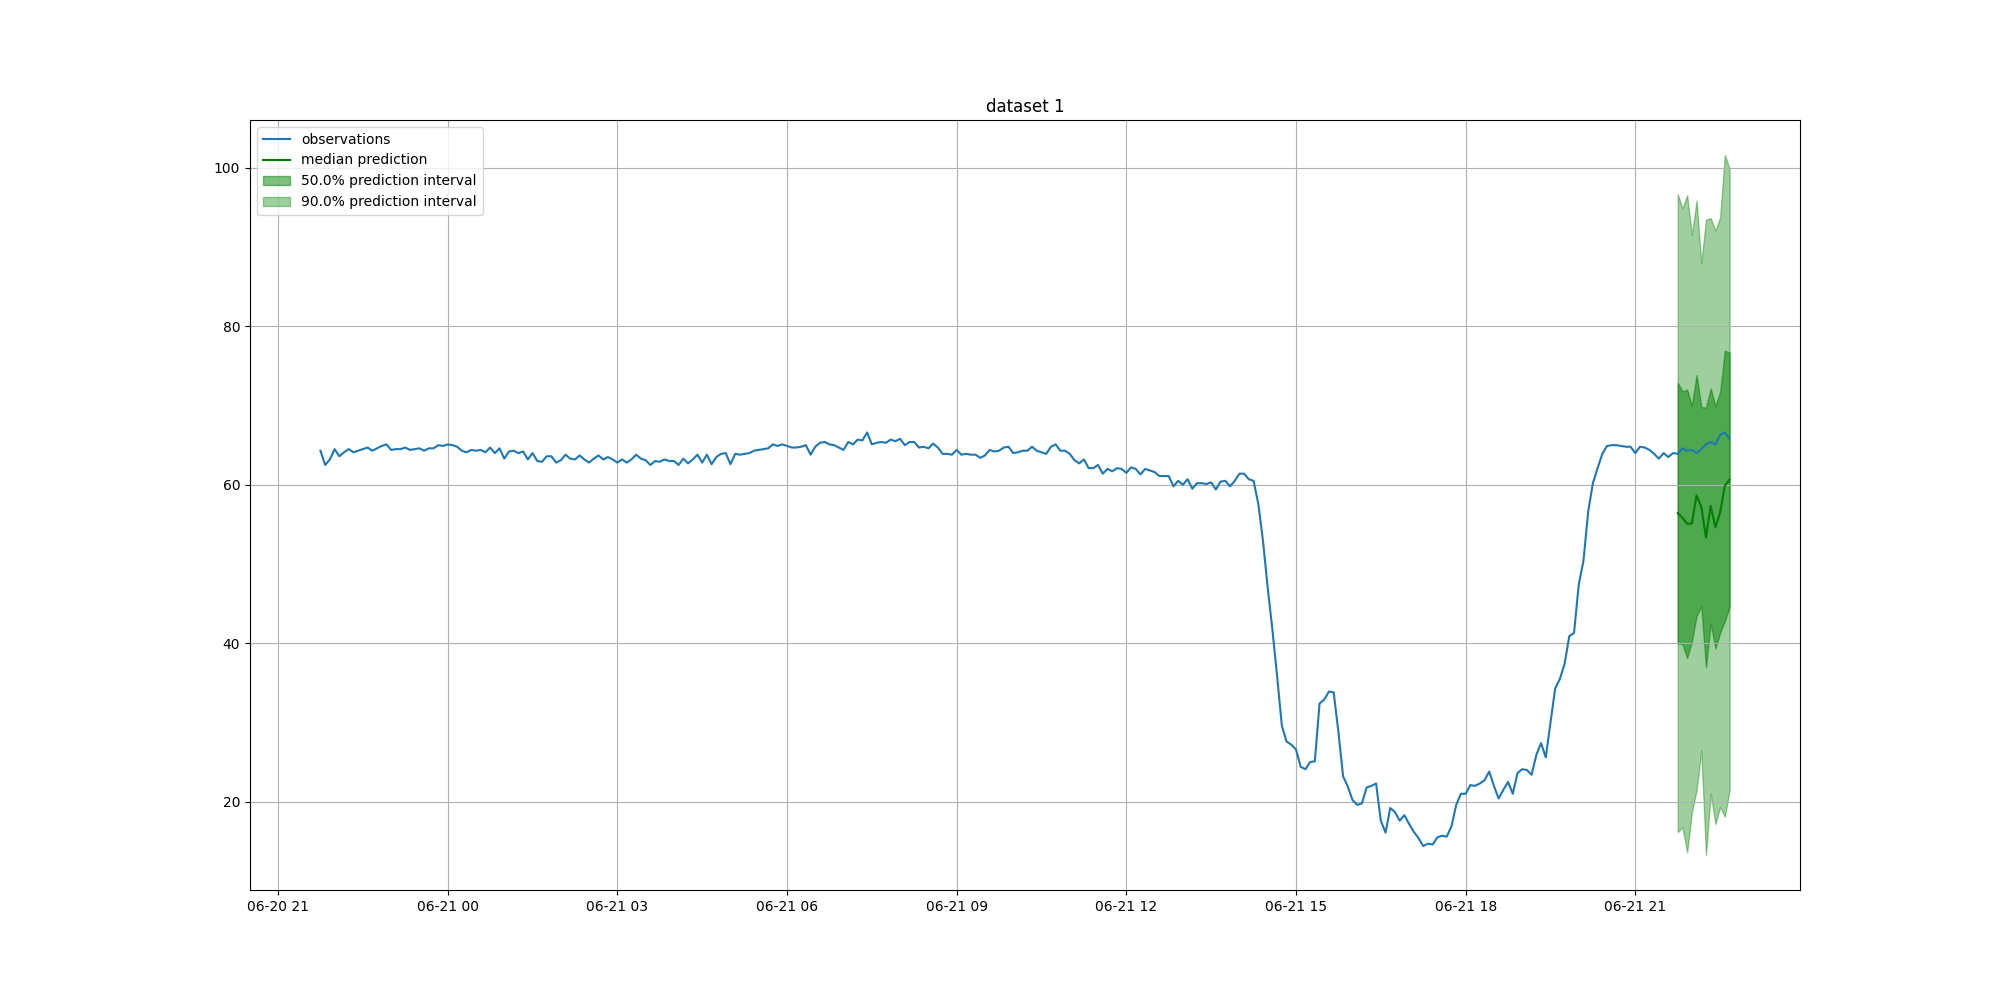 dataset 1
observations
median prediction
50.0% prediction interval
90.0% prediction interval
100
80
60
40
20
06-20 21
06-21 00
06-21 03
06-21 06
06-21 09
06-21 12
06-21 15
06-21 18
06-21 21